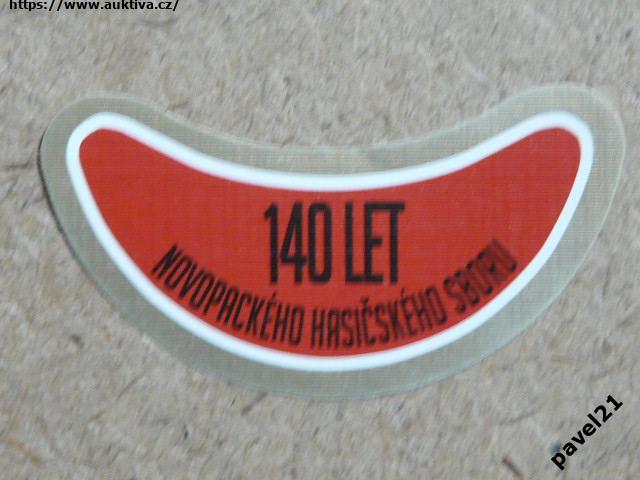 https://www.auktiva.cz/
140 LET
NOVOPACKÉHO HASIČSKÉHO SBORU
pavel21